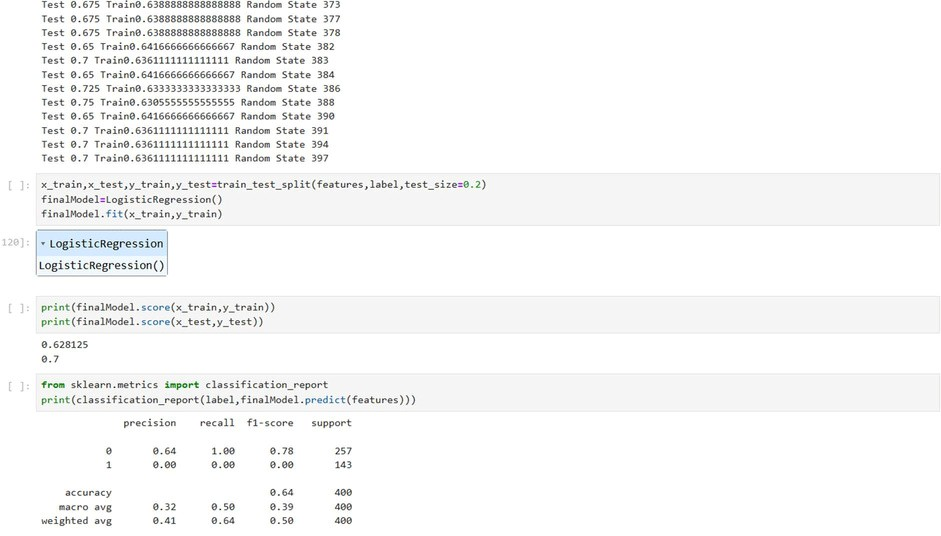 Test 0.675 Train0.6388888888888888 Random State 373
Test 0.675 Train0.6388888888888888 Random State 377
Test 0.675 Train0.6388888888888888 Random State 378
Test 0.65 Train0.6416666666666667 Random State 382
Test 0.7 Train0.6361111111111111 Random State 383
Test 0.65 Train0.6416666666666667 Random State 384
Test 0.725 Train0.6333333333333333 Random State 386
Test 0.75 Train0.6305555555555555 Random State 388
Test 0.65 Train0.6416666666666667 Random State 390
Test 0.7 Train0.6361111111111111 Random State 391
Test 0.7 Train0.6361111111111111 Random State 394
Test 0.7 Train0.6361111111111111 Random State 397
[ ]: x_train,x_test,y_train,y_test=train_test_split(features,label,test_size=0.2)
finalModel=LogisticRegression()
finalModel.fit(x_train,y_train)
120]: ▾ LogisticRegression
LogisticRegression()
[ ]: print(finalModel.score(x_train,y_train))
print(finalModel.score(x_test,y_test))
0.628125
0.7
[ ]: from sklearn.metrics import classification_report
print(classification_report(label,finalModel.predict(features)))
precision recall f1-score support
0 0.64 1.00 0.78 257
1 0.00 0.00 0.00 143
accuracy 0.64 400
macro avg 0.32 0.50 0.39 400
weighted avg 0.41 0.64 0.50 400